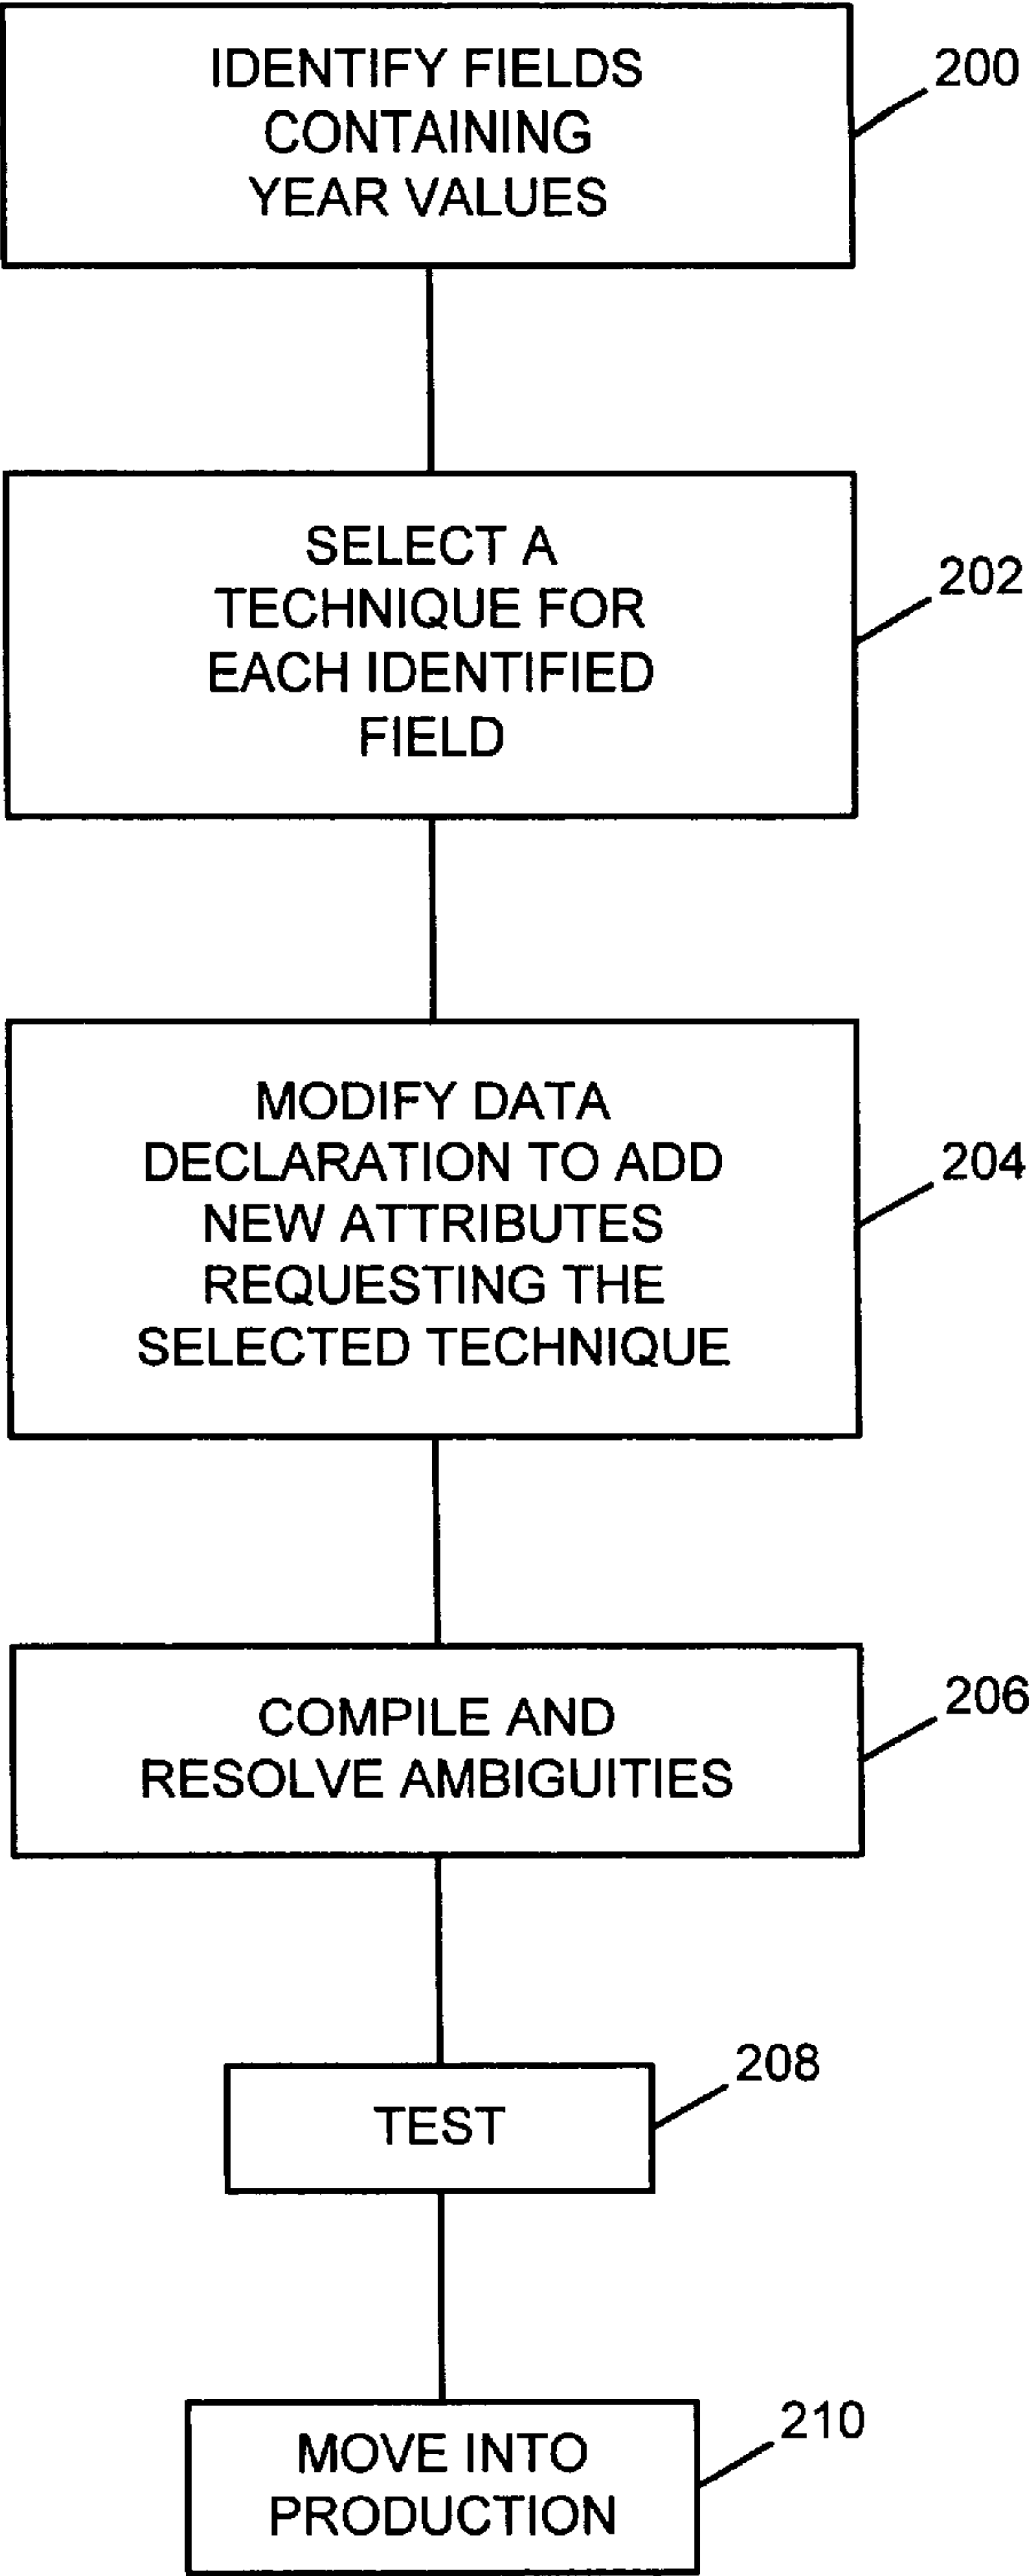 IDENTIFY FIELDS
CONTAINING
YEAR VALUES
200
SELECT A
TECHNIQUE FOR
EACH IDENTIFIED
FIELD
202
MODIFY DATA
DECLARATION TO ADD
NEW ATTRIBUTES
REQUESTING THE
SELECTED TECHNIQUE
204
COMPILE AND
RESOLVE AMBIGUITIES
206
TEST
208
MOVE INTO
PRODUCTION
210